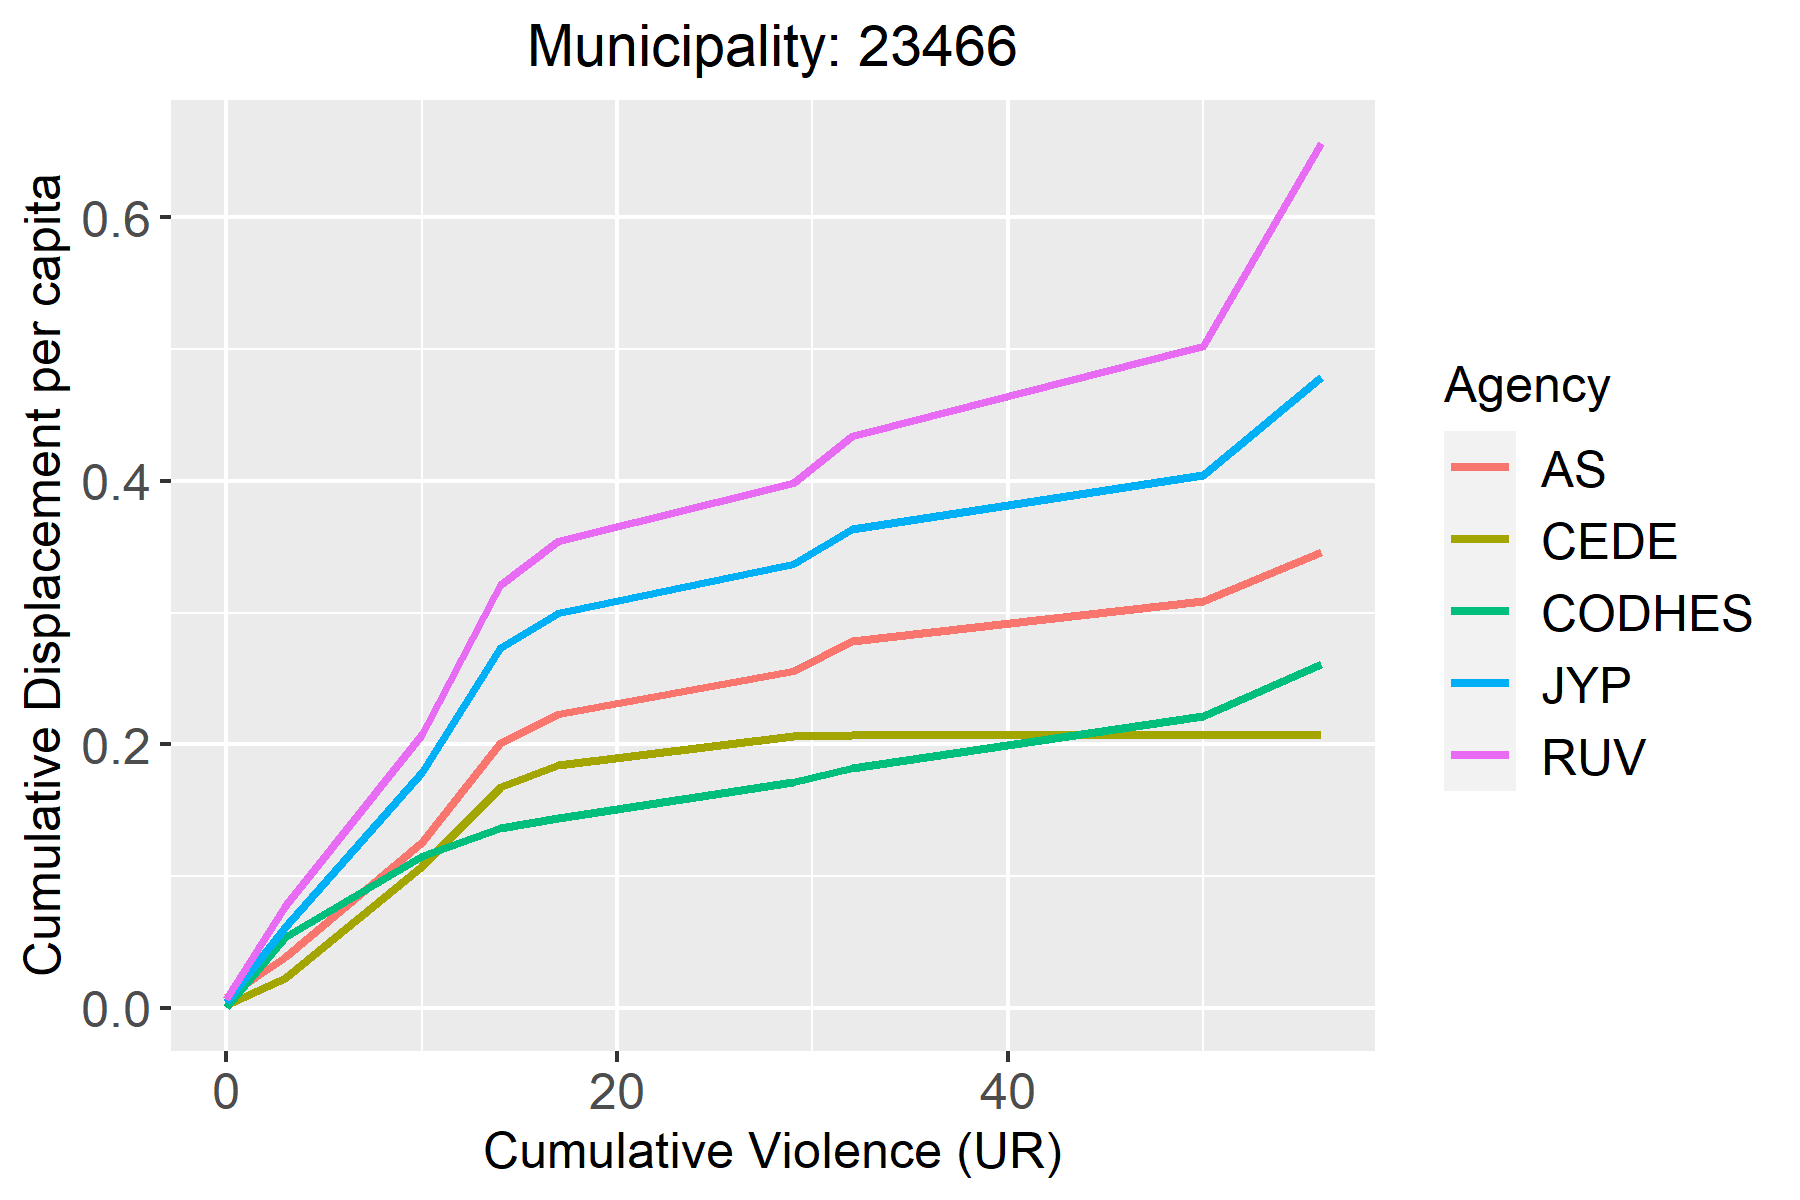 Municipality: 23466
Cumulative Displacement per capita
0.6
0.4
0.2
0.0
0
20
40
Cumulative Violence (UR)
Agency
AS
CEDE
CODHES
JYP
RUV